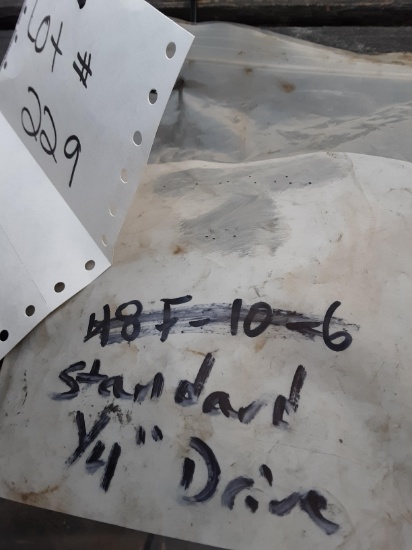 Lot #
229
48F-10-6
Standard
1/4" Drive